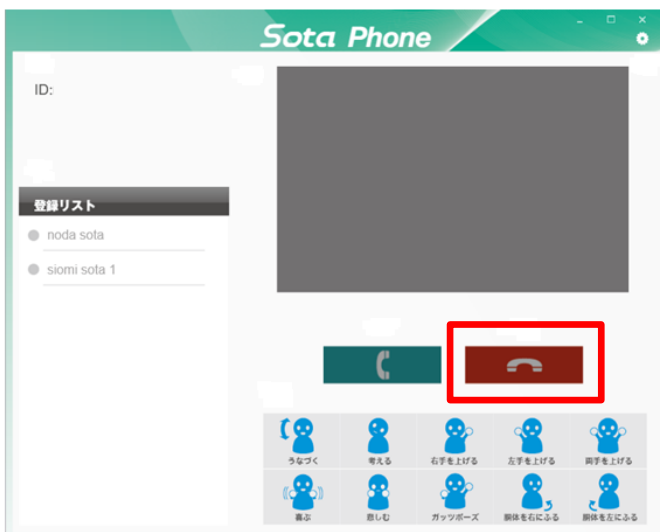 Sota Phone
ID:
登録リスト
noda sota
siomi sota 1
うなづく
考える
右手を上げる
左手を上げる
両手を上げる
喜ぶ
悲しむ
ガッツポーズ
胴体を右にふる
胴体を左にふる